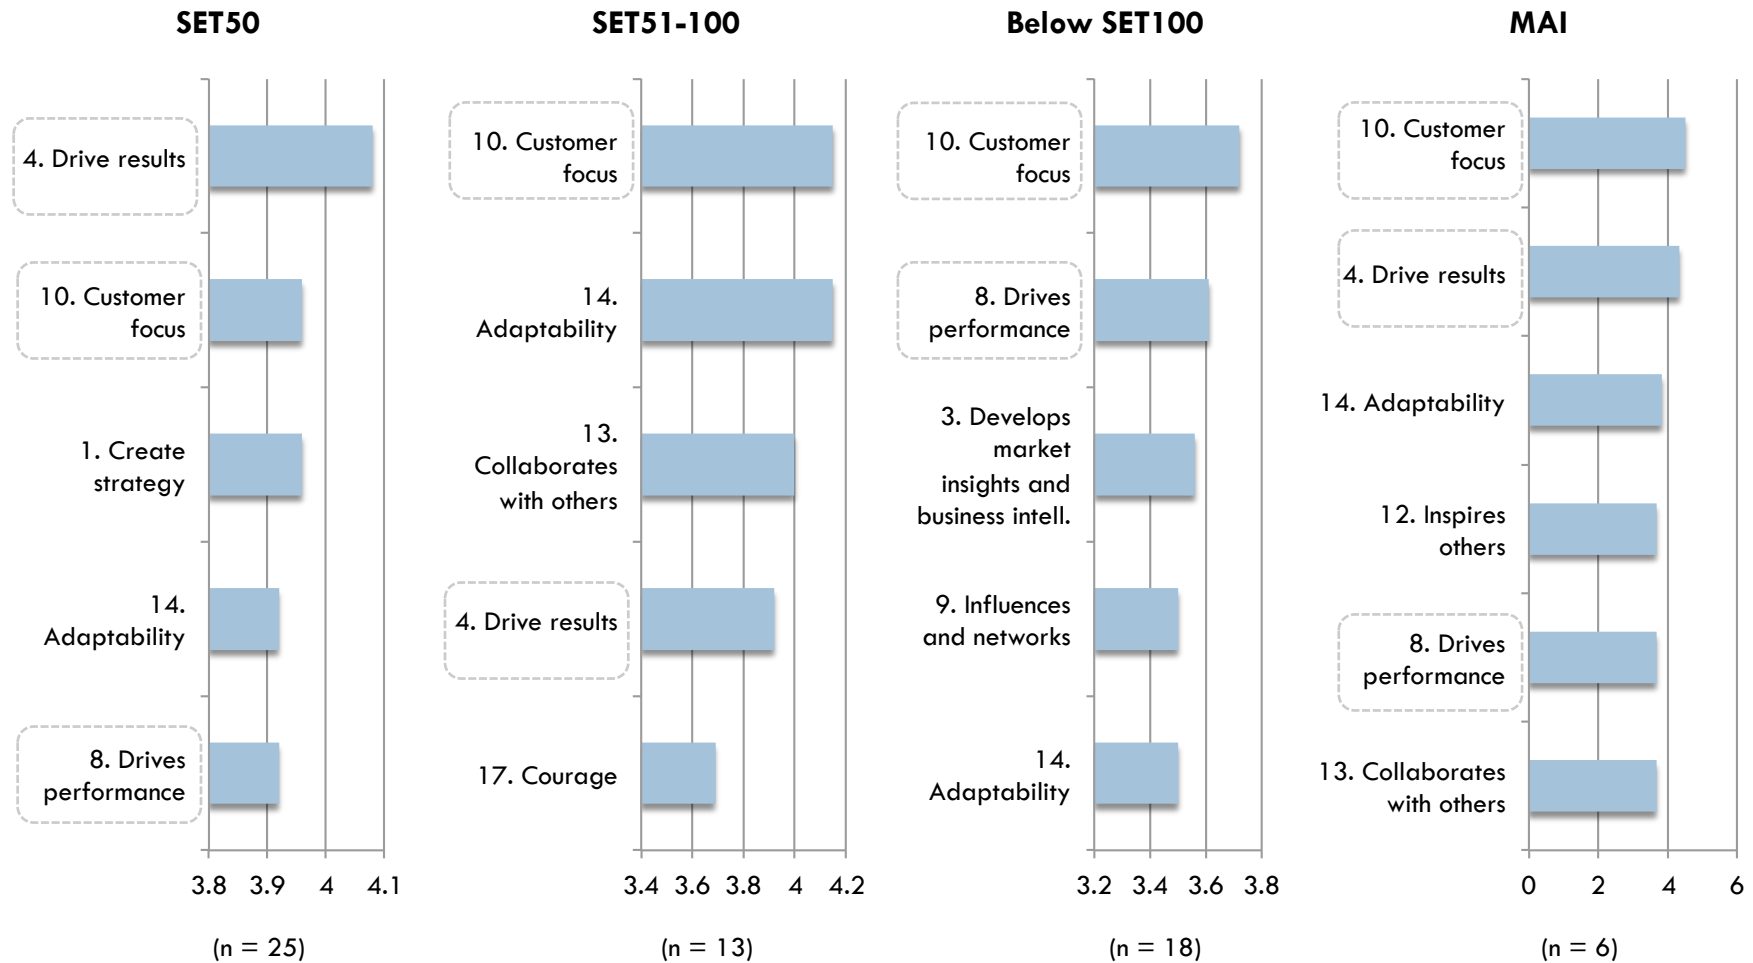 SET50
4. Drive results
10. Customer
focus
1. Create
strategy
14.
Adaptability
8. Drives
performance
3.8 3.9 4 4.1
(n = 25)
SET51-100
10. Customer
focus
14.
Adaptability
13.
Collaborates
with others
4. Drive results
17. Courage
3.4 3.6 3.8 4 4.2
(n = 13)
Below SET100
10. Customer
focus
8. Drives
performance
3. Develops
market
insights and
business intell.
9. Influences
and networks
14.
Adaptability
3.2 3.4 3.6 3.8
(n = 18)
MAI
10. Customer
focus
4. Drive results
14. Adaptability
12. Inspires
others
8. Drives
performance
13. Collaborates
with others
0 2 4 6
(n = 6)